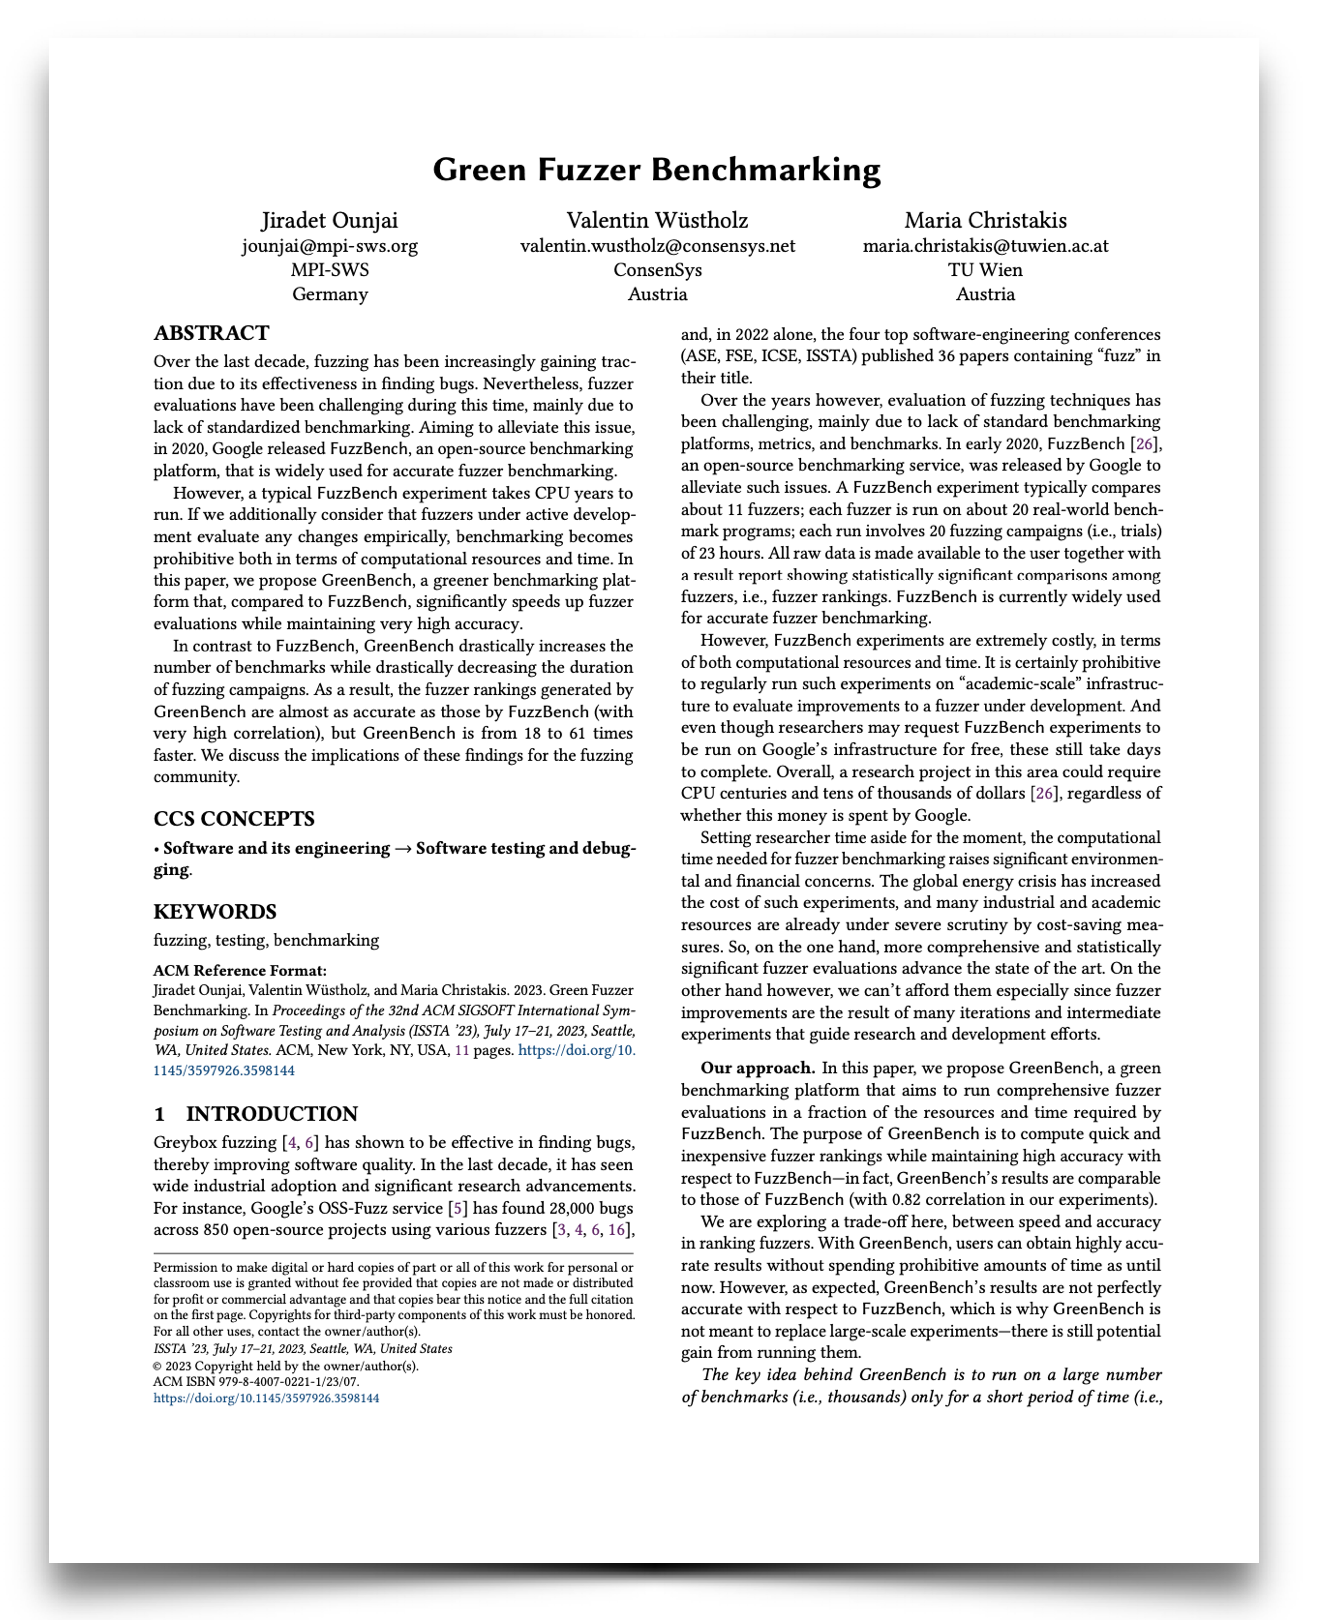 Green Fuzzer Benchmarking
Jiradet Ounjai
jounjai@mpi-sws.org
MPI-SWS
Germany
Valentin Wüstholz
valentin.wustholz@consensys.net
ConsenSys
Austria
Maria Christakis
maria.christakis@tuwien.ac.at
TU Wien
Austria
ABSTRACT
Over the last decade, fuzzing has been increasingly gaining trac-
tion due to its effectiveness in finding bugs. Nevertheless, fuzzer
evaluations have been challenging during this time, mainly due to
lack of standardized benchmarking. Aiming to alleviate this issue,
in 2020, Google released FuzzBench, an open-source benchmarking
platform, that is widely used for accurate fuzzer benchmarking.
However, a typical FuzzBench experiment takes CPU years to
run. If we additionally consider that fuzzers under active develop-
ment evaluate any changes empirically, benchmarking becomes
prohibitive both in terms of computational resources and time. In
this paper, we propose GreenBench, a greener benchmarking plat-
form that, compared to FuzzBench, significantly speeds up fuzzer
evaluations while maintaining very high accuracy.
In contrast to FuzzBench, GreenBench drastically increases the
number of benchmarks while drastically decreasing the duration
of fuzzing campaigns. As a result, the fuzzer rankings generated by
GreenBench are almost as accurate as those by FuzzBench (with
very high correlation), but GreenBench is from 18 to 61 times
faster. We discuss the implications of these findings for the fuzzing
community.
CCS CONCEPTS
• Software and its engineering → Software testing and debug-
ging.
KEYWORDS
fuzzing, testing, benchmarking
ACM Reference Format:
Jiradet Ounjai, Valentin Wüstholz, and Maria Christakis. 2023. Green Fuzzer
Benchmarking. In Proceedings of the 32nd ACM SIGSOFT International Sym-
posium on Software Testing and Analysis (ISSTA ’23), July 17–21, 2023, Seattle,
WA, United States. ACM, New York, NY, USA, 11 pages. https://doi.org/10.
1145/3597926.3598144
1 INTRODUCTION
Greybox fuzzing [4, 6] has shown to be effective in finding bugs,
thereby improving software quality. In the last decade, it has seen
wide industrial adoption and significant research advancements.
For instance, Google’s OSS-Fuzz service [5] has found 28,000 bugs
across 850 open-source projects using various fuzzers [3, 4, 6, 16],
Permission to make digital or hard copies of part or all of this work for personal or
classroom use is granted without fee provided that copies are not made or distributed
for profit or commercial advantage and that copies bear this notice and the full citation
on the first page. Copyrights for third-party components of this work must be honored.
For all other uses, contact the owner/author(s).
ISSTA ’23, July 17–21, 2023, Seattle, WA, United States
© 2023 Copyright held by the owner/author(s).
ACM ISBN 979-8-4007-0221-1/23/07.
https://doi.org/10.1145/3597926.3598144
and, in 2022 alone, the four top software-engineering conferences
(ASE, FSE, ICSE, ISSTA) published 36 papers containing “fuzz” in
their title.
Over the years however, evaluation of fuzzing techniques has
been challenging, mainly due to lack of standard benchmarking
platforms, metrics, and benchmarks. In early 2020, FuzzBench [26],
an open-source benchmarking service, was released by Google to
alleviate such issues. A FuzzBench experiment typically compares
about 11 fuzzers; each fuzzer is run on about 20 real-world bench-
mark programs; each run involves 20 fuzzing campaigns (i.e., trials)
of 23 hours. All raw data is made available to the user together with
a result report showing statistically significant comparisons among
fuzzers, i.e., fuzzer rankings. FuzzBench is currently widely used
for accurate fuzzer benchmarking.
However, FuzzBench experiments are extremely costly, in terms
of both computational resources and time. It is certainly prohibitive
to regularly run such experiments on “academic-scale” infrastruc-
ture to evaluate improvements to a fuzzer under development. And
even though researchers may request FuzzBench experiments to
be run on Google’s infrastructure for free, these still take days
to complete. Overall, a research project in this area could require
CPU centuries and tens of thousands of dollars [26], regardless of
whether this money is spent by Google.
Setting researcher time aside for the moment, the computational
time needed for fuzzer benchmarking raises significant environmen-
tal and financial concerns. The global energy crisis has increased
the cost of such experiments, and many industrial and academic
resources are already under severe scrutiny by cost-saving mea-
sures. So, on the one hand, more comprehensive and statistically
significant fuzzer evaluations advance the state of the art. On the
other hand however, we can’t afford them especially since fuzzer
improvements are the result of many iterations and intermediate
experiments that guide research and development efforts.
Our approach. In this paper, we propose GreenBench, a green
benchmarking platform that aims to run comprehensive fuzzer
evaluations in a fraction of the resources and time required by
FuzzBench. The purpose of GreenBench is to compute quick and
inexpensive fuzzer rankings while maintaining high accuracy with
respect to FuzzBench—in fact, GreenBench’s results are comparable
to those of FuzzBench (with 0.82 correlation in our experiments).
We are exploring a trade-off here, between speed and accuracy
in ranking fuzzers. With GreenBench, users can obtain highly accu-
rate results without spending prohibitive amounts of time as until
now. However, as expected, GreenBench’s results are not perfectly
accurate with respect to FuzzBench, which is why GreenBench is
not meant to replace large-scale experiments—there is still potential
gain from running them.
The key idea behind GreenBench is to run on a large number
of benchmarks (i.e., thousands) only for a short period of time (i.e.,